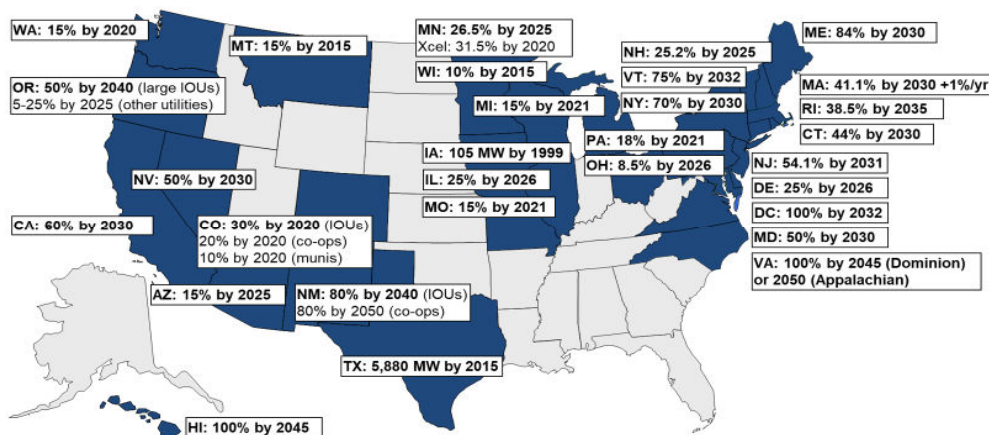 WA: 15% by 2020
MT: 15% by 2015
MN: 26.5% by 2025
Xcel: 31.5% by 2020
ME: 84% by 2030
NH: 25.2% by 2025
WI: 10% by 2015
VT: 75% by 2032
MA: 41.1% by 2030 +1%/yr
OR: 50% by 2040 (large IOUs)
5-25% by 2025 (other utilities)
MI: 15% by 2021
NY: 70% by 2030
RI: 38.5% by 2035
PA: 18% by 2021
CT: 44% by 2030
IA: 105 MW by 1999
OH: 8.5% by 2026
NJ: 54.1% by 2031
NV: 50% by 2030
IL: 25% by 2026
DE: 25% by 2026
MO: 15% by 2021
DC: 100% by 2032
CA: 60% by 2030
CO: 30% by 2020 (IOUs)
20% by 2020 (co-ops)
10% by 2020 (munis)
MD: 50% by 2030
VA: 100% by 2045 (Dominion)
or 2050 (Appalachian)
AZ: 15% by 2025
NM: 80% by 2040 (IOUs)
80% by 2050 (co-ops)
TX: 5,880 MW by 2015
HI: 100% by 2045